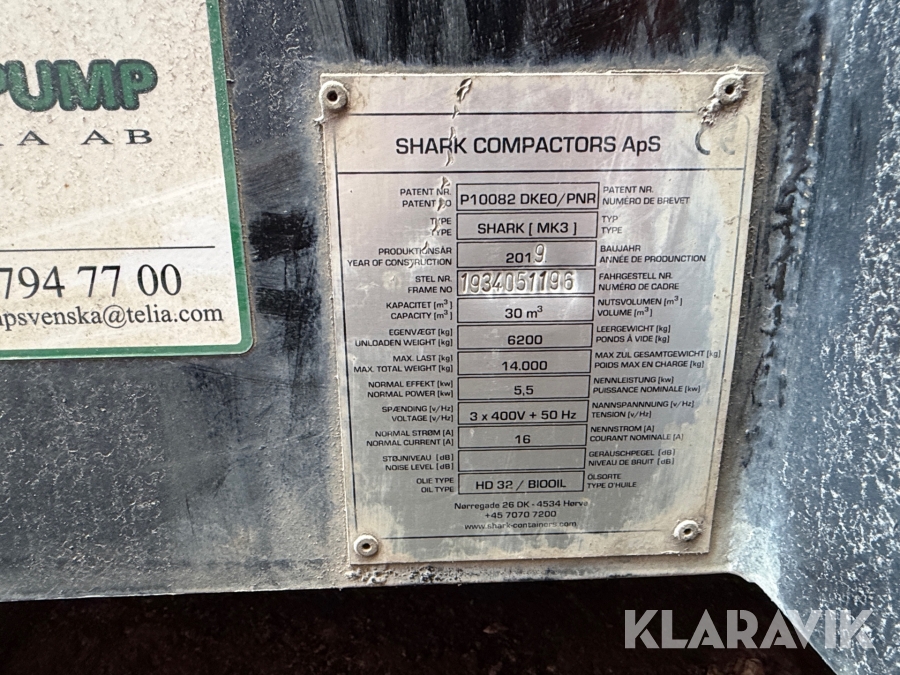 PUMP
A AB
794 77 00
psvenska@telia.com
SHARK COMPACTORS ApS CE
PATENT NR. P10082 DKEO/PNR PATENT NR.
PATENT NO NUMÉRO DE BREVET
TYPE SHARK [ MK3 ] TYP
TYPE TYPE
PRODUKTIONSÅR 2019 BAUJAHR
YEAR OF CONSTRUCTION ANNÉE DE PRODUNCTION
STEL NR. 1934051196 FAHRGESTELL NR.
FRAME NO NUMÉRO DE CADRE
KAPACITET [m³] 30 m³ NUTSVOLUMEN [m³]
CAPACITY [m³] VOLUME [m³]
EGENVÆGT [kg] 6200 LEERGEWICHT [kg]
UNLOADEN WEIGHT [kg] PONDS À VIDE [kg]
MAX. LAST [kg] 14.000 MAX ZUL GESAMTGEWICHT [kg]
MAX. TOTAL WEIGHT [kg] POIDS MAX EN CHARGE [kg]
NORMAL EFFEKT [kw] 5,5 NENNLEISTUNG [kw]
NORMAL POWER [kw] PUISSANCE NOMINALE [kw]
SPÆNDING [v/Hz] 3 x 400V + 50 Hz NANNSPANNNUNG [v/Hz]
VOLTAGE [v/Hz] TENSION [v/Hz]
NORMAL STRØM [A] 16 NENNSTROM [A]
NORMAL CURRENT [A] COURANT NOMINALE [A]
STØJNIVEAU [dB] GERÄUSCHPEGEL [dB]
NOISE LEVEL [dB] NIVEAU DE BRUIT [dB]
OLIE TYPE HD 32 / BIOOIL ÖLSORTE
OIL TYPE TYPE D'HUILE
Nørregade 26 DK - 4534 Hørve
+45 7070 7200
www.shark-containers.com
KLARAVIK